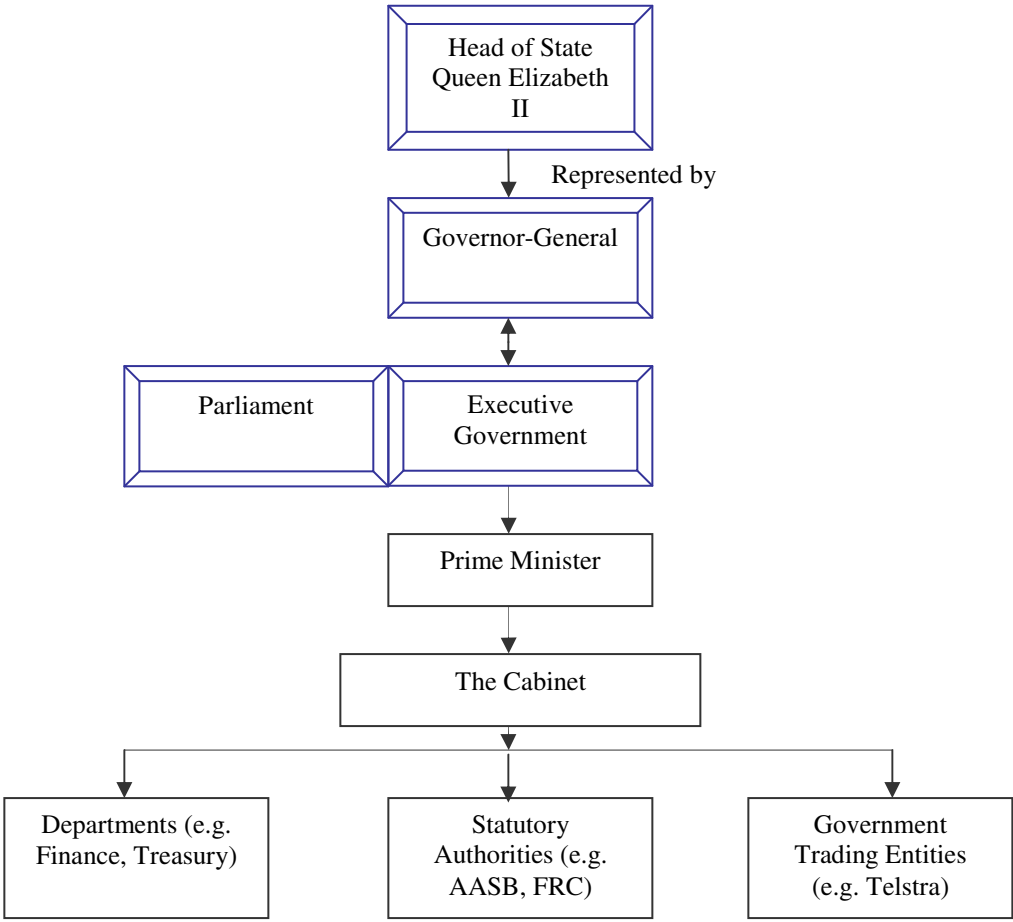 Head of State
Queen Elizabeth
II
Represented by
Governor-General
Parliament
Executive
Government
Prime Minister
The Cabinet
Departments (e.g.
Finance, Treasury)
Statutory
Authorities (e.g.
AASB, FRC)
Government
Trading Entities
(e.g. Telstra)